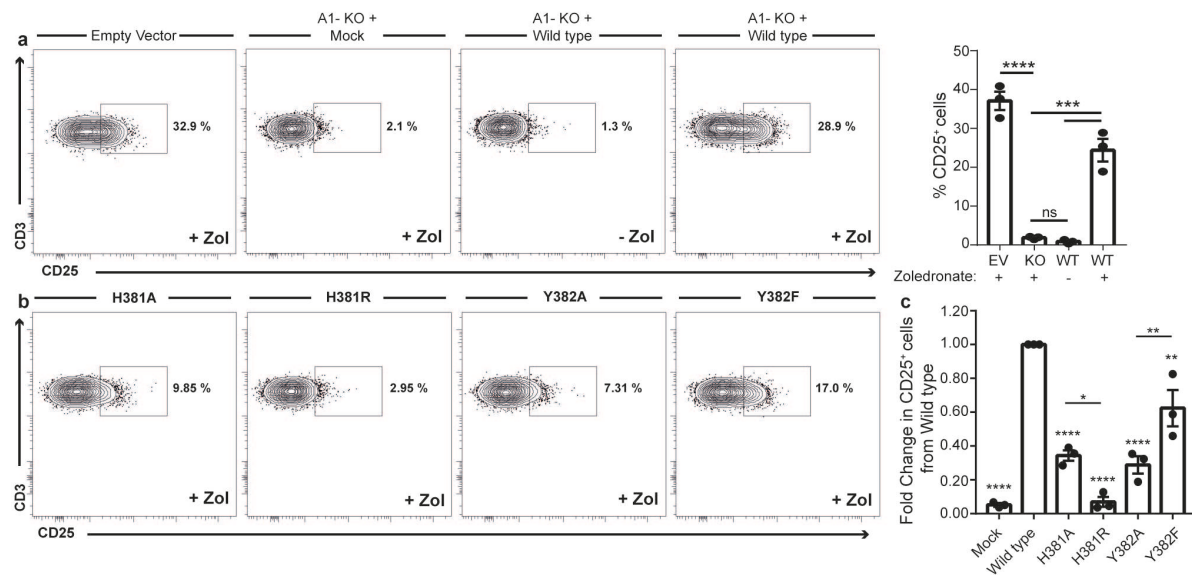 a
Empty Vector
A1- KO +
Mock
A1- KO +
Wild type
A1- KO +
Wild type
32.9 %
2.1 %
1.3 %
28.9 %
+ Zol
+ Zol
- Zol
+ Zol
CD3
CD25
% CD25+ cells
50
40
30
20
10
0
****
***
ns
EV KO WT WT
Zoledronate: + + - +
b
H381A
H381R
Y382A
Y382F
9.85 %
2.95 %
7.31 %
17.0 %
+ Zol
+ Zol
+ Zol
+ Zol
CD3
CD25
c
Fold Change in CD25+ cells
from Wild type
1.20
1.00
0.80
0.60
0.40
0.20
0.00
****
****
*
****
****
**
**
Mock
Wild type
H381A
H381R
Y382A
Y382F